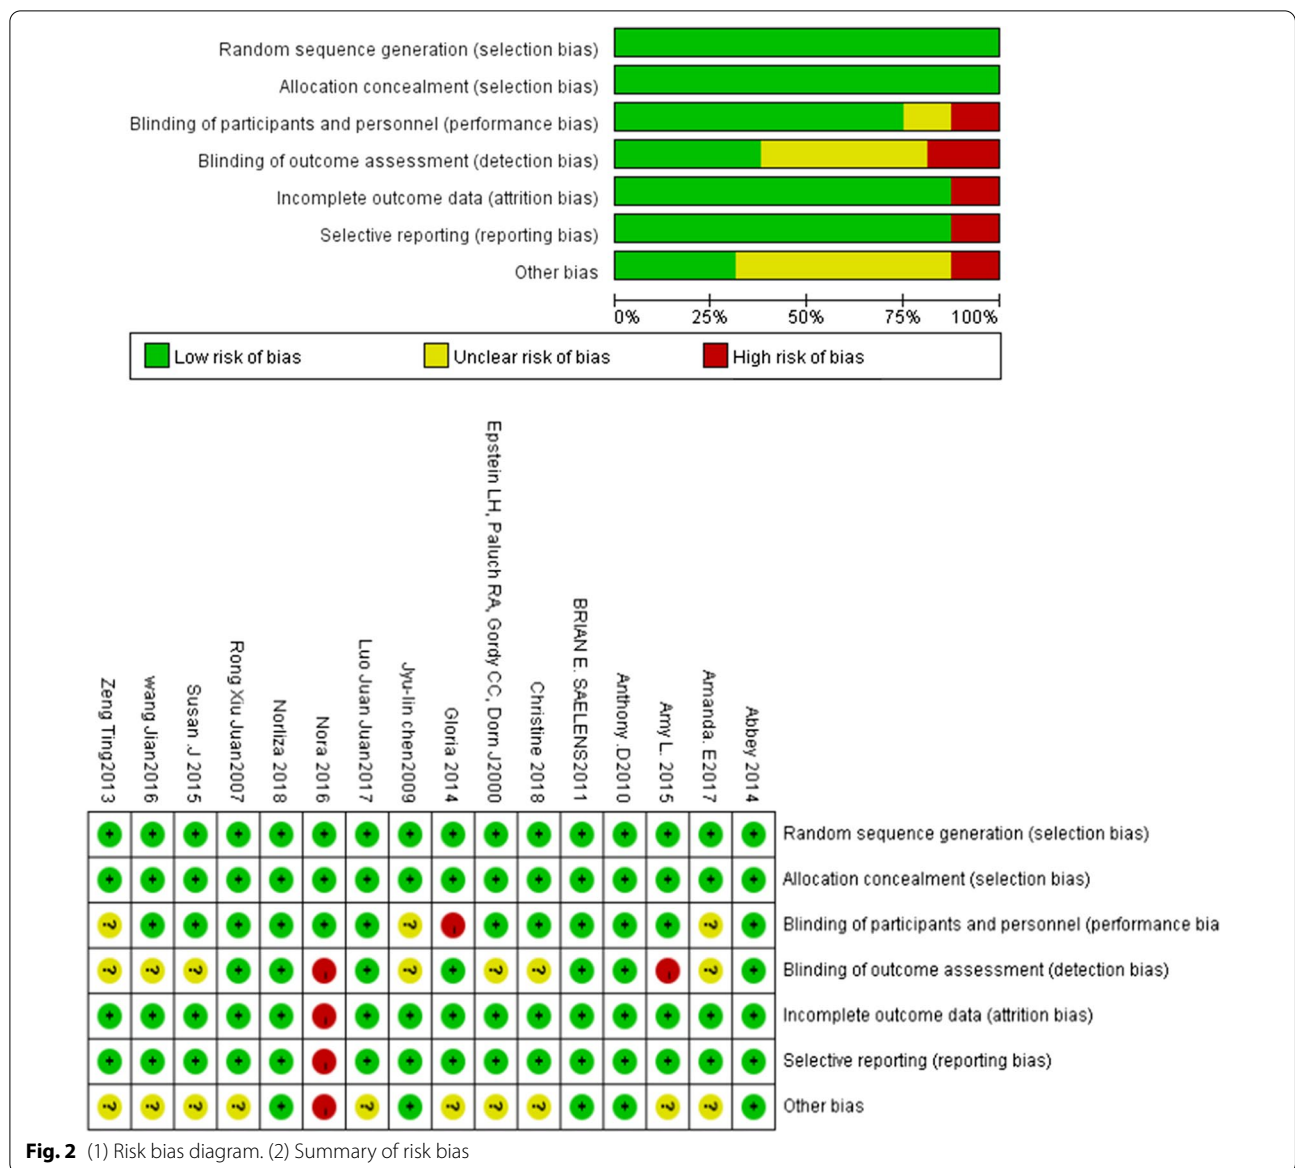 Random sequence generation (selection bias)
Allocation concealment (selection bias)
Blinding of participants and personnel (performance bias)
Blinding of outcome assessment (detection bias)
Incomplete outcome data (attrition bias)
Selective reporting (reporting bias)
Other bias
0% 25% 50% 75% 100%
Low risk of bias Unclear risk of bias High risk of bias
Zeng Ting2013
wang Jian2016
Susan .J 2015
Rong Xiu Juan2007
Norliza 2018
Nora 2016
Luo Juan Juan2017
Jyu-lin chen2009
Gloria 2014
Epstein LH, Paluch RA, Gordy CC, Dorn J2000
Christine 2018
BRIAN E. SAELENS2011
Anthony .D2010
Amy L. 2015
Amanda. E2017
Abbey 2014
+ + + + + + + + + + + + + + + + Random sequence generation (selection bias)
+ + + + + + + + + + + + + + + + Allocation concealment (selection bias)
? + + + + + + ? - + + + + + ? + Blinding of participants and personnel (performance bia
? ? ? + + - + ? + ? ? + + - ? + Blinding of outcome assessment (detection bias)
+ + + + + - + + + + + + + + + + Incomplete outcome data (attrition bias)
+ + + + + - + + + + + + + + + + Selective reporting (reporting bias)
? ? ? ? + - ? + ? ? ? + + ? ? + Other bias
Fig. 2 (1) Risk bias diagram. (2) Summary of risk bias